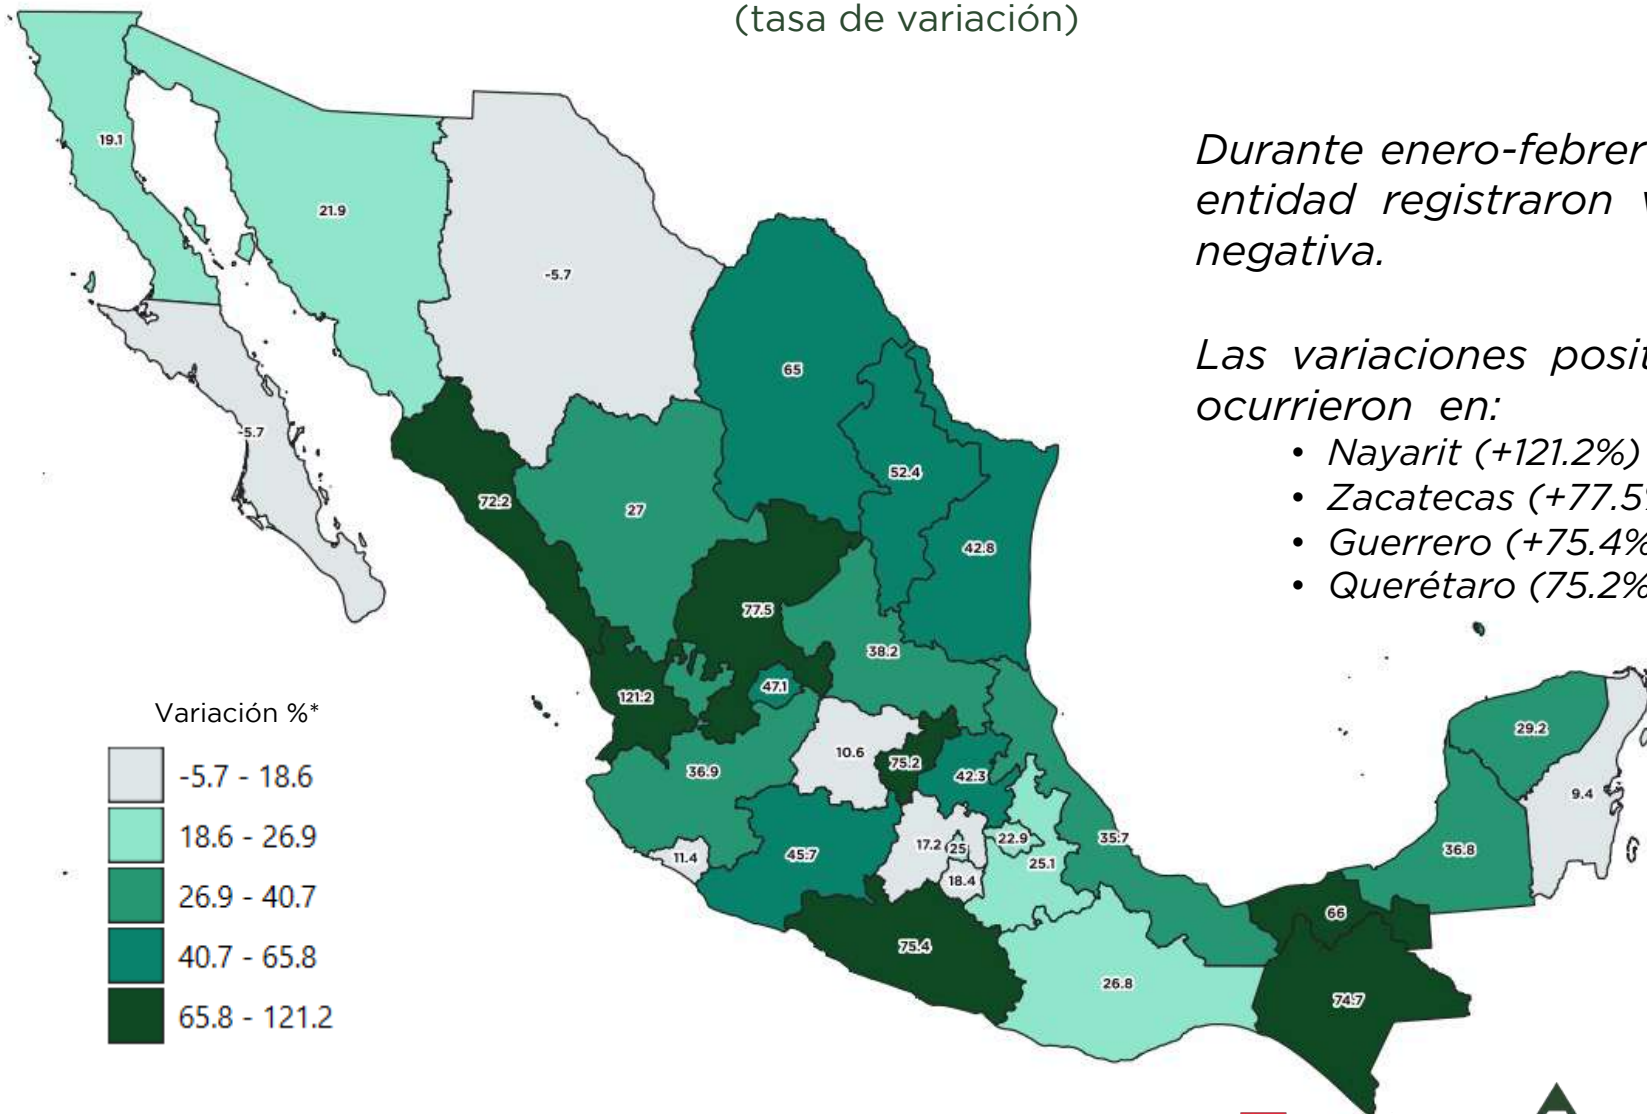 (tasa de variación)
Durante enero-febrer
entidad registraron
negativa.
Las variaciones posit
ocurrieron en:
• Nayarit (+121.2%)
• Zacatecas (+77.5
• Guerrero (+75.4%
• Querétaro (75.2%
19.1
21.9
-5.7
-5.7
65
52.4
42.8
72.2
27
77.5
38.2
121.2
47.1
36.9
10.6
75.2
42.3
11.4
45.7
17.2
25
22.9
18.4
25.1
35.7
75.4
26.8
29.2
9.4
36.8
66
74.7
Variación %*
-5.7 - 18.6
18.6 - 26.9
26.9 - 40.7
40.7 - 65.8
65.8 - 121.2